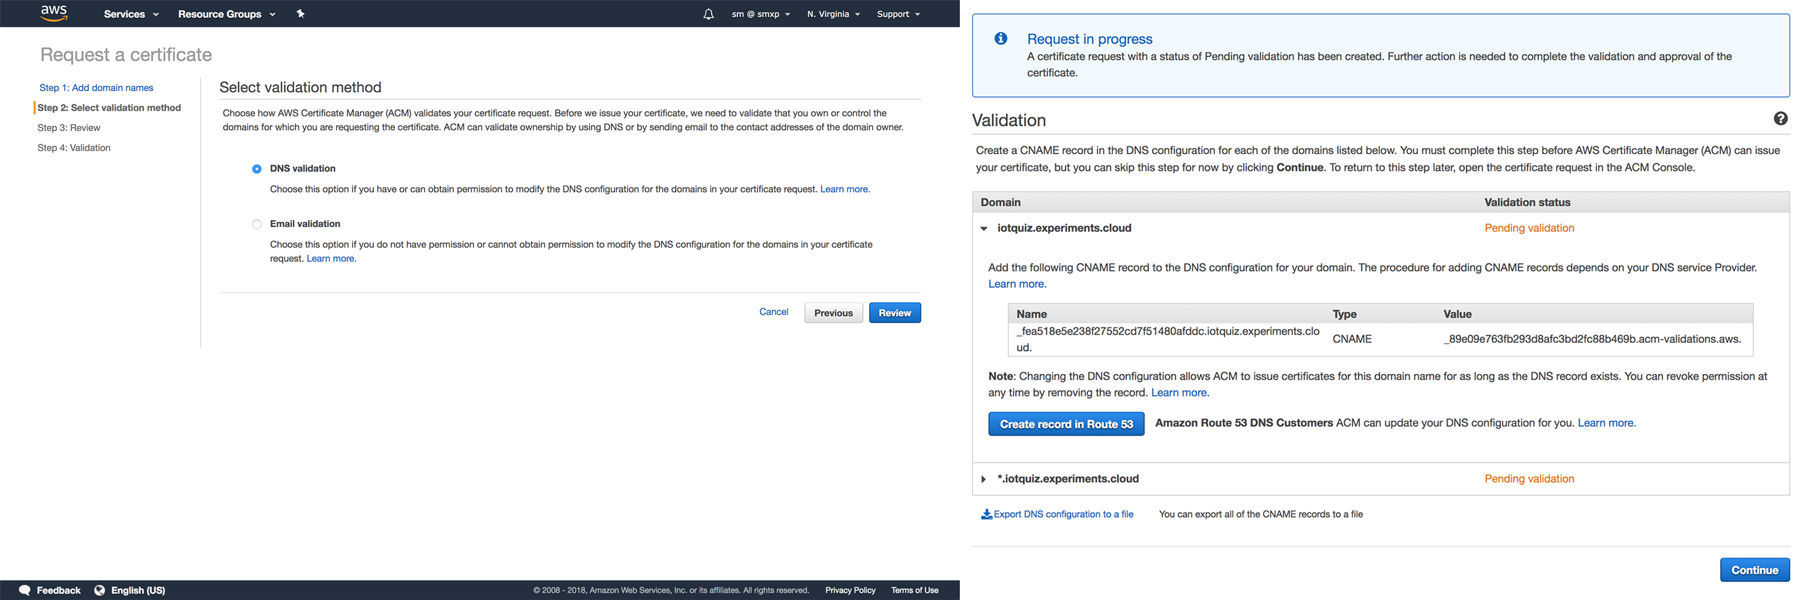 aws
Services
Resource Groups
sm @ smxp
N. Virginia
Support
Request a certificate
Step 1: Add domain names
Step 2: Select validation method
Step 3: Review
Step 4: Validation
Select validation method
Choose how AWS Certificate Manager (ACM) validates your certificate request. Before we issue your certificate, we need to validate that you own or control the
domains for which you are requesting the certificate. ACM can validate ownership by using DNS or by sending email to the contact addresses of the domain owner.
DNS validation
Choose this option if you have or can obtain permission to modify the DNS configuration for the domains in your certificate request. Learn more.
Email validation
Choose this option if you do not have permission or cannot obtain permission to modify the DNS configuration for the domains in your certificate
request. Learn more.
Cancel
Previous
Review
Feedback
English (US)
© 2008 - 2018, Amazon Web Services, Inc. or its affiliates. All rights reserved.
Privacy Policy
Terms of Use
Request in progress
A certificate request with a status of Pending validation has been created. Further action is needed to complete the validation and approval of the
certificate.
Validation
Create a CNAME record in the DNS configuration for each of the domains listed below. You must complete this step before AWS Certificate Manager (ACM) can issue
your certificate, but you can skip this step for now by clicking Continue. To return to this step later, open the certificate request in the ACM Console.
Domain Validation status
iotquiz.experiments.cloud Pending validation
Add the following CNAME record to the DNS configuration for your domain. The procedure for adding CNAME records depends on your DNS service Provider.
Learn more.
Name Type Value
_fea518e5e238f27552cd7f51480afddc.iotquiz.experiments.clo
ud. CNAME _89e09e763fb293d8afc3bd2fc88b469b.acm-validations.aws.
Note: Changing the DNS configuration allows ACM to issue certificates for this domain name for as long as the DNS record exists. You can revoke permission at
any time by removing the record. Learn more.
Create record in Route 53 Amazon Route 53 DNS Customers ACM can update your DNS configuration for you. Learn more.
*.iotquiz.experiments.cloud Pending validation
Export DNS configuration to a file You can export all of the CNAME records to a file
Continue